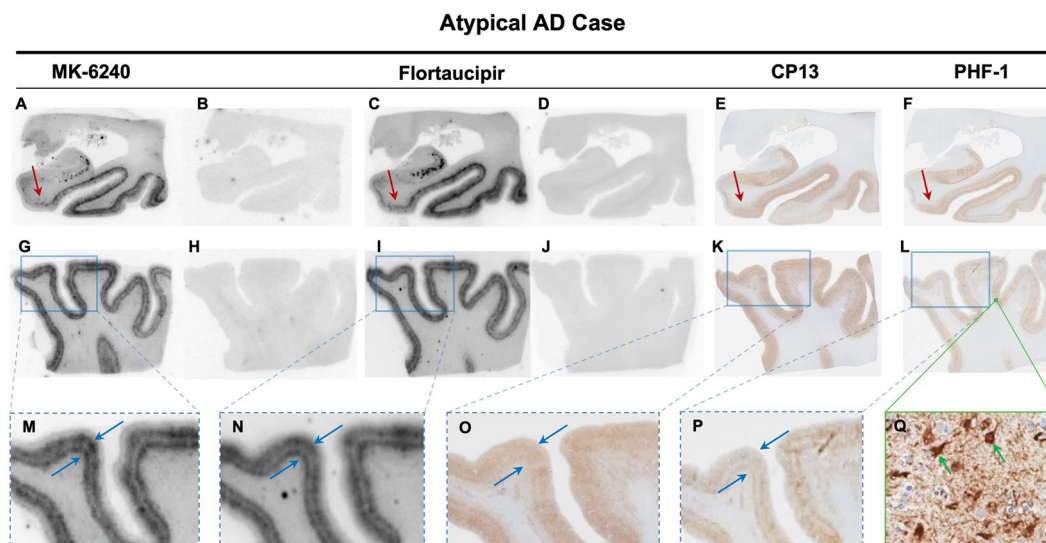 Atypical AD Case
MK-6240 Flortaucipir CP13 PHF-1
A B C D E F
G H I J K L
M N O P Q